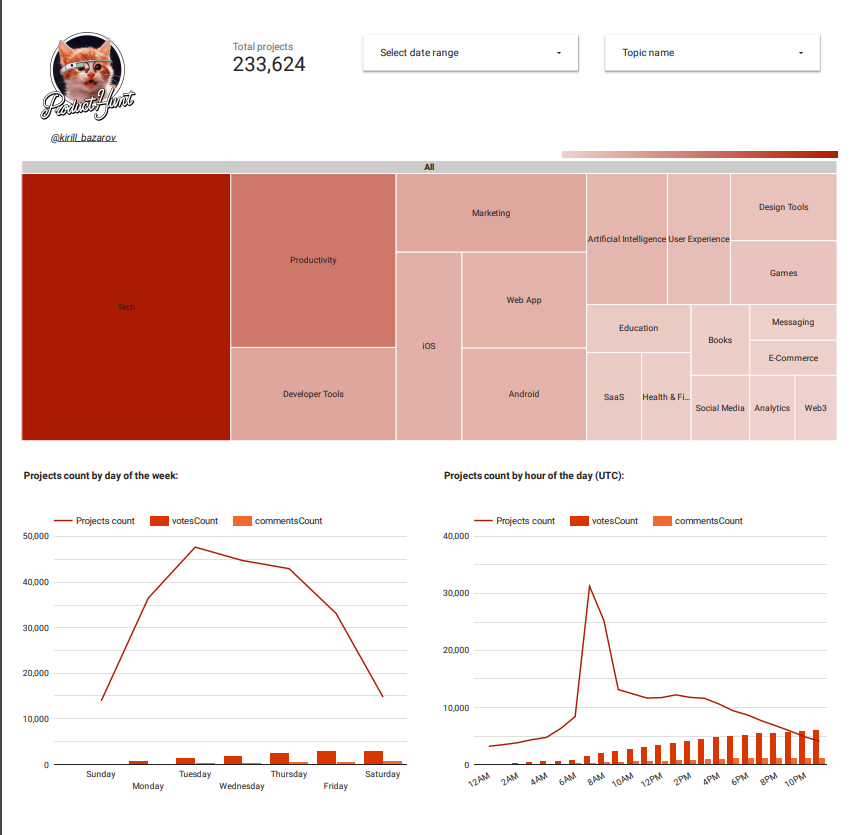 Total projects
233,624
Select date range
Topic name
Product Hunt
@kirill_bazarov
All
Tech
Productivity
Developer Tools
Marketing
iOS
Web App
Android
Artificial Intelligence
User Experience
Design Tools
Games
Education
Books
Messaging
E-Commerce
SaaS
Health & Fi...
Social Media
Analytics
Web3
Projects count by day of the week:
Projects count
votesCount
commentsCount
50,000
40,000
30,000
20,000
10,000
0
Sunday
Monday
Tuesday
Wednesday
Thursday
Friday
Saturday
Projects count by hour of the day (UTC):
Projects count
votesCount
commentsCount
40,000
30,000
20,000
10,000
0
12AM
2AM
4AM
6AM
8AM
10AM
12PM
2PM
4PM
6PM
8PM
10PM